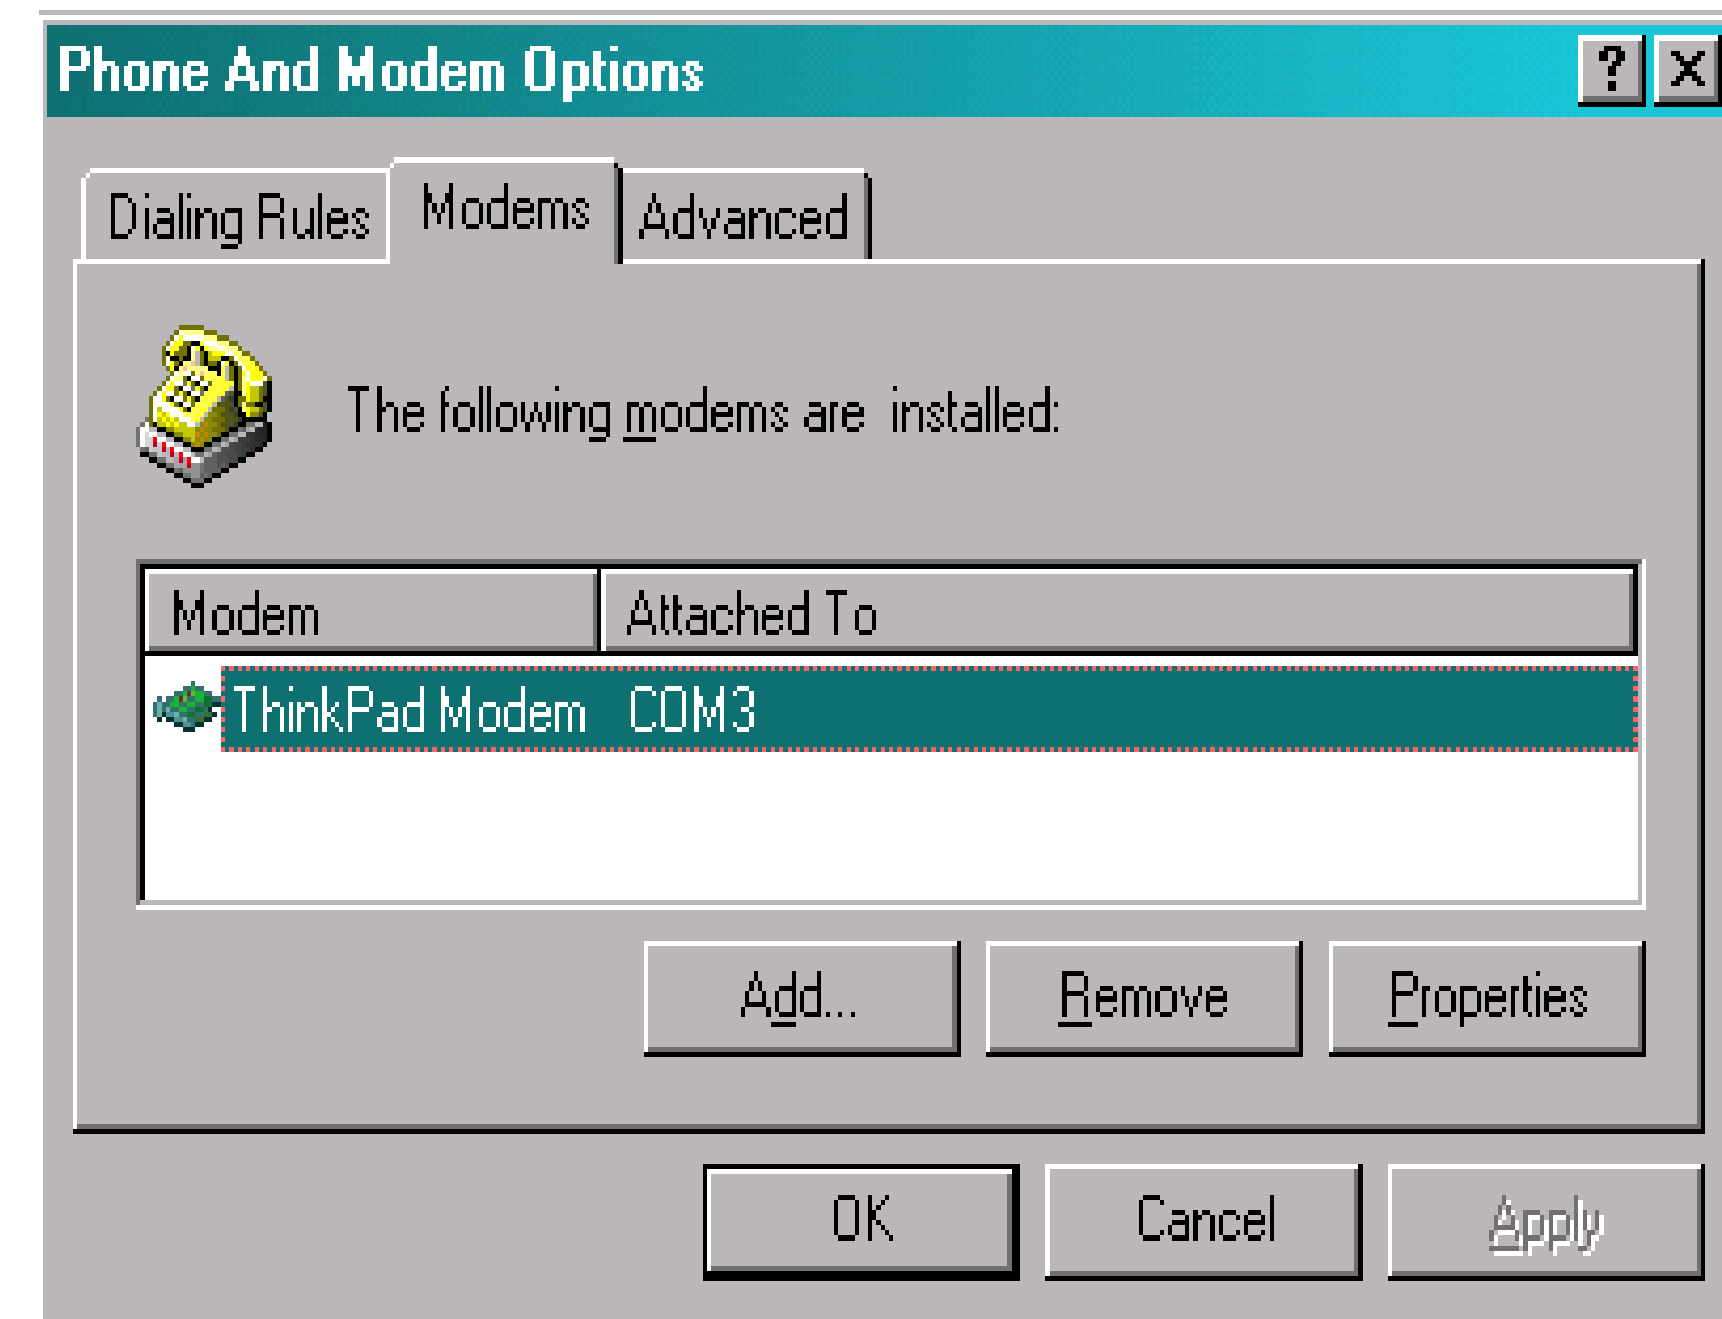 Phone And Modem Options ? X
Dialing Rules Modems Advanced
The following modems are installed:
Modem Attached To
ThinkPad Modem COM3
Add... Remove Properties
OK Cancel Apply